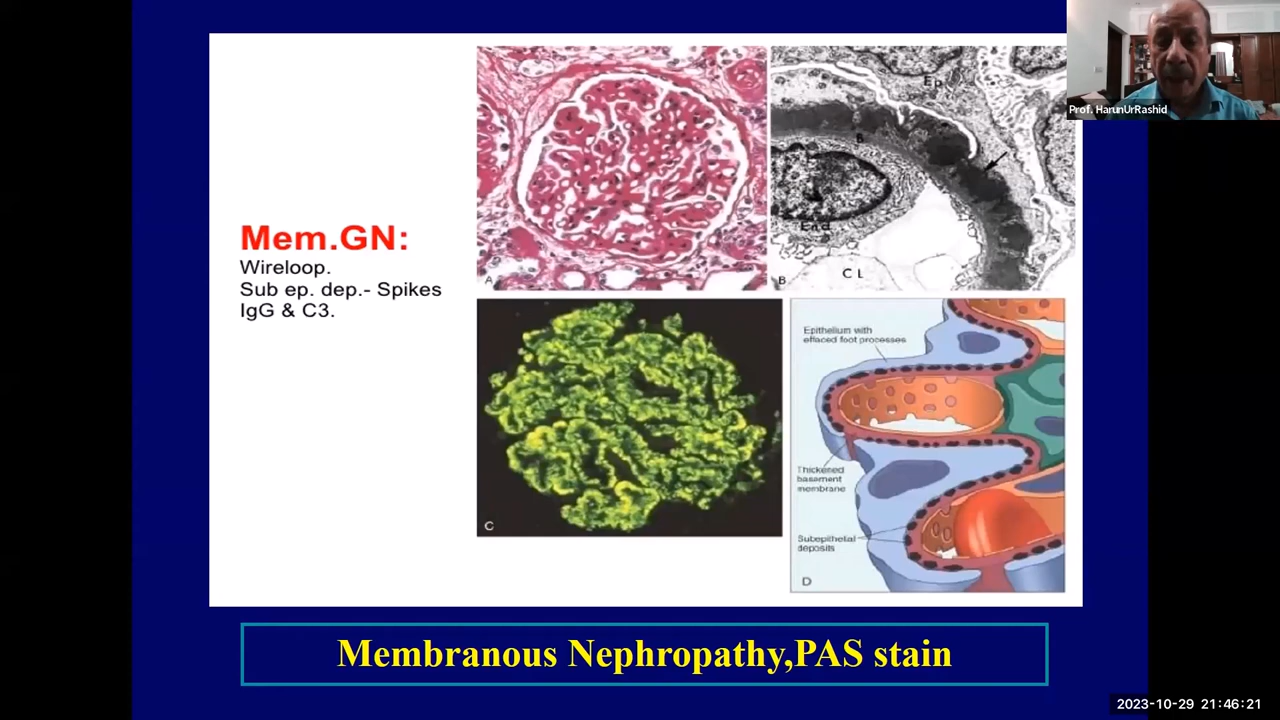 Prof. HarunUrRashid
Mem.GN:
Wireloop.
Sub ep. dep.- Spikes
IgG & C3.
A
Ep
B
End
C L
B
C
Epithelium with
effaced foot processes
Thickened
basement
membrane
Subepithelial
deposits
D
Membranous Nephropathy,PAS stain
2023-10-29 21:46:21